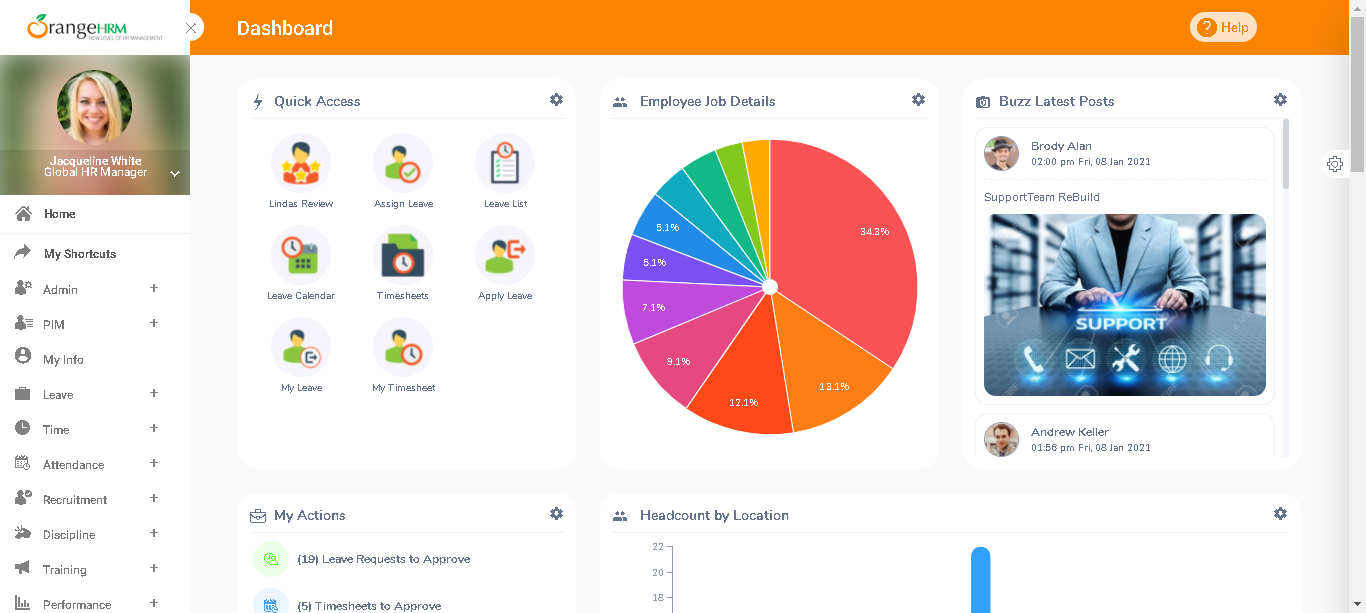 OrangeHRM
NEW LEVEL OF HR MANAGEMENT
Dashboard
? Help
Jacqueline White
Global HR Manager
Home
My Shortcuts
Admin +
PIM +
My Info
Leave +
Time +
Attendance +
Recruitment +
Discipline +
Training +
Performance +
Quick Access
Lindas Review
Assign Leave
Leave List
Leave Calendar
Timesheets
Apply Leave
My Leave
My Timesheet
Employee Job Details
34.3%
13.1%
12.1%
9.1%
7.1%
5.1%
5.1%
Buzz Latest Posts
Brody Alan
02:00 pm Fri, 08 Jan 2021
SupportTeam ReBuild
SUPPORT
Andrew Keller
01:56 pm Fri, 08 Jan 2021
My Actions
(19) Leave Requests to Approve
(5) Timesheets to Approve
Headcount by Location
22
20
18